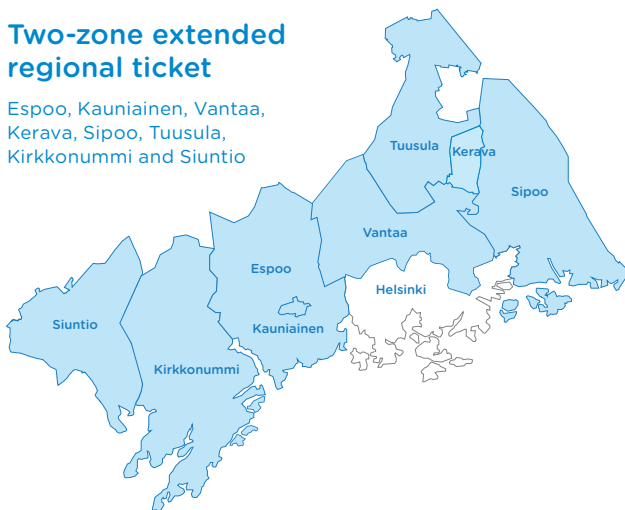 Two-zone extended
regional ticket
Espoo, Kauniainen, Vantaa,
Kerava, Sipoo, Tuusula,
Kirkkonummi and Siuntio
Tuusula
Kerava
Sipoo
Vantaa
Espoo
Helsinki
Siuntio
Kauniainen
Kirkkonummi